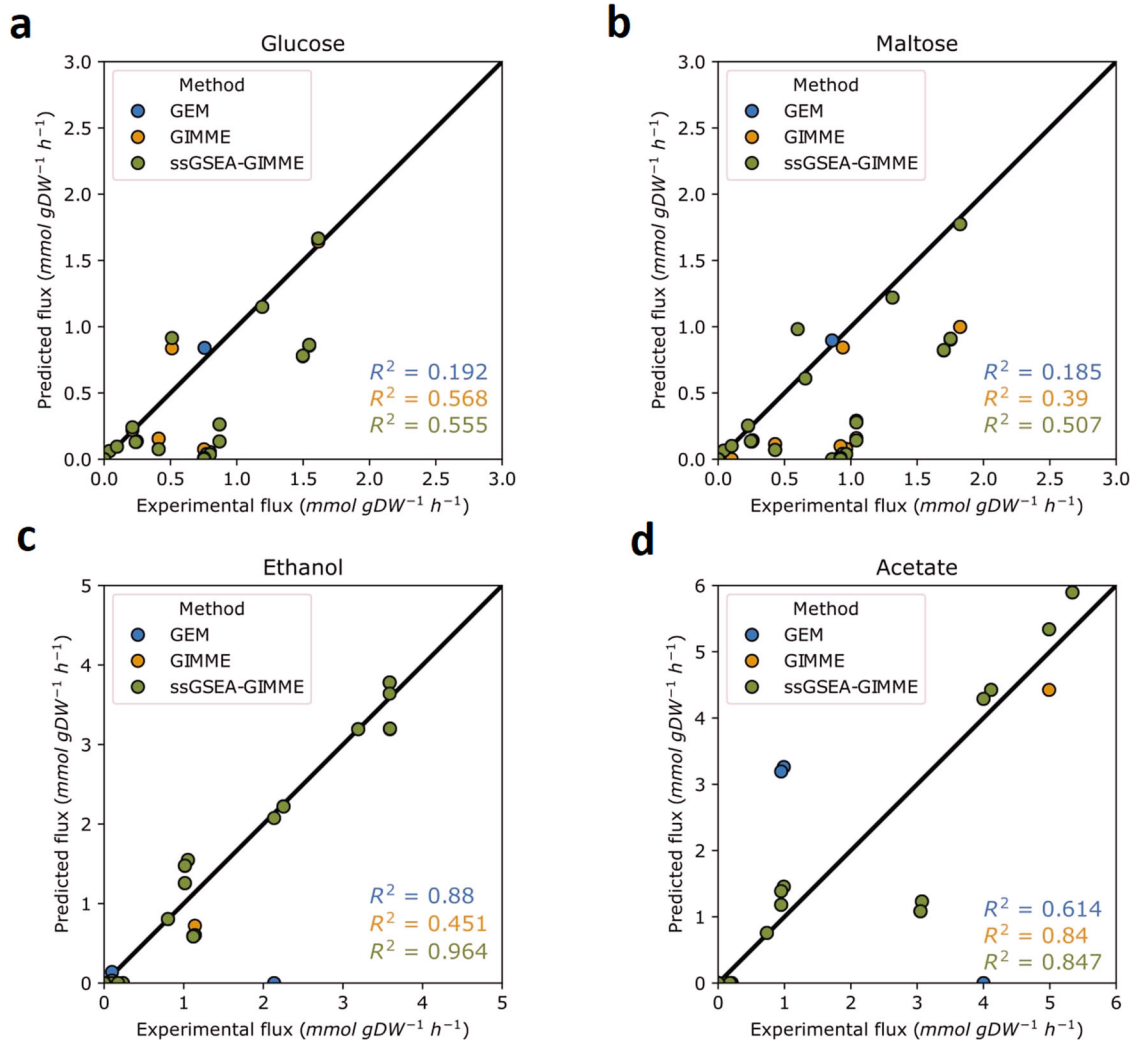 a
Glucose
Method
GEM
GIMME
ssGSEA-GIMME
3.0
2.5
2.0
1.5
1.0
0.5
0.0
Predicted flux (mmol gDW⁻¹ h⁻¹)
R² = 0.192
R² = 0.568
R² = 0.555
0.0 0.5 1.0 1.5 2.0 2.5 3.0
Experimental flux (mmol gDW⁻¹ h⁻¹)
b
Maltose
Method
GEM
GIMME
ssGSEA-GIMME
3.0
2.5
2.0
1.5
1.0
0.5
0.0
Predicted flux (mmol gDW⁻¹ h⁻¹)
R² = 0.185
R² = 0.39
R² = 0.507
0.0 0.5 1.0 1.5 2.0 2.5 3.0
Experimental flux (mmol gDW⁻¹ h⁻¹)
c
Ethanol
Method
GEM
GIMME
ssGSEA-GIMME
5
4
3
2
1
0
Predicted flux (mmol gDW⁻¹ h⁻¹)
R² = 0.88
R² = 0.451
R² = 0.964
0 1 2 3 4 5
Experimental flux (mmol gDW⁻¹ h⁻¹)
d
Acetate
Method
GEM
GIMME
ssGSEA-GIMME
6
5
4
3
2
1
0
Predicted flux (mmol gDW⁻¹ h⁻¹)
R² = 0.614
R² = 0.84
R² = 0.847
0 1 2 3 4 5 6
Experimental flux (mmol gDW⁻¹ h⁻¹)